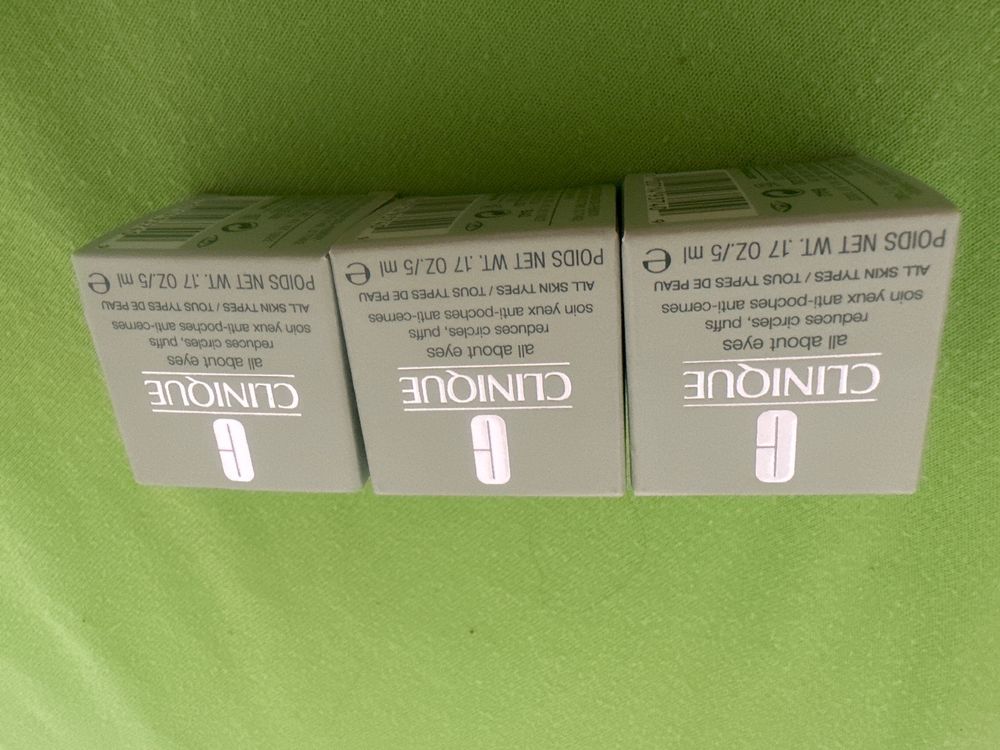 CLINIQUE
all about eyes
reduces circles, puffs
soin yeux anti-poches anti-cernes
ALL SKIN TYPES / TOUS TYPES DE PEAU
POIDS NET WT. .17 OZ./5 ml e
CLINIQUE
all about eyes
reduces circles, puffs
soin yeux anti-poches anti-cernes
ALL SKIN TYPES / TOUS TYPES DE PEAU
POIDS NET WT. .17 OZ./5 ml e
CLINIQUE
all about eyes
reduces circles, puffs
soin yeux anti-poches anti-cernes
ALL SKIN TYPES / TOUS TYPES DE PEAU
POIDS NET WT. .17 OZ./5 ml e